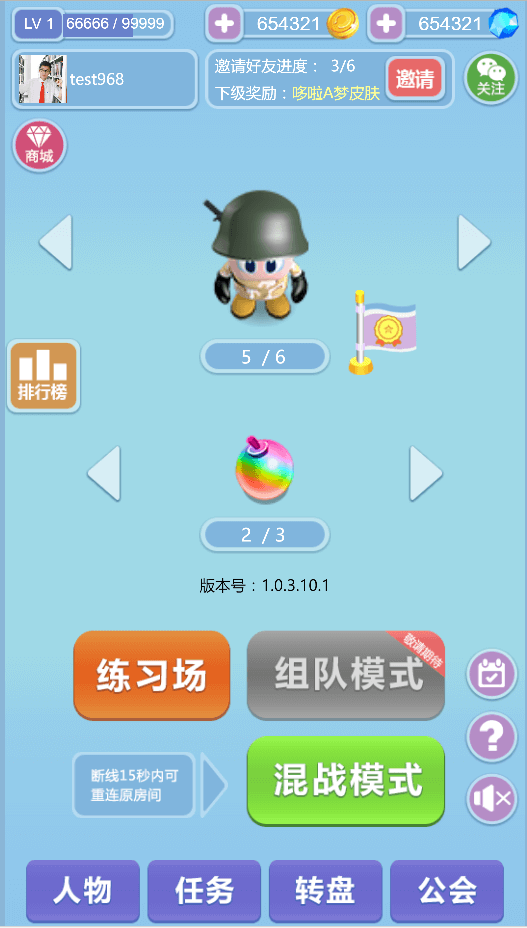 LV 1 66666 / 99999
654321
654321
test968
邀请好友进度： 3/6
下级奖励：哆啦A梦皮肤
邀请
关注
商城
5 / 6
排行榜
2 / 3
版本号：1.0.3.10.1
练习场
组队模式
敬请期待
断线15秒内可
重连原房间
混战模式
?
人物
任务
转盘
公会